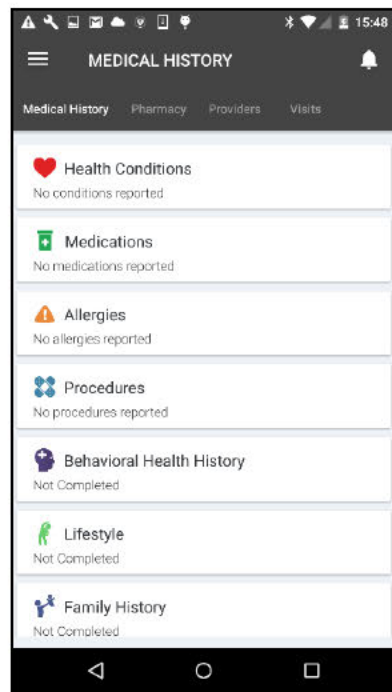 15:48
MEDICAL HISTORY
Medical History Pharmacy Providers Visits
Health Conditions
No conditions reported
Medications
No medications reported
Allergies
No allergies reported
Procedures
No procedures reported
Behavioral Health History
Not Completed
Lifestyle
Not Completed
Family History
Not Completed